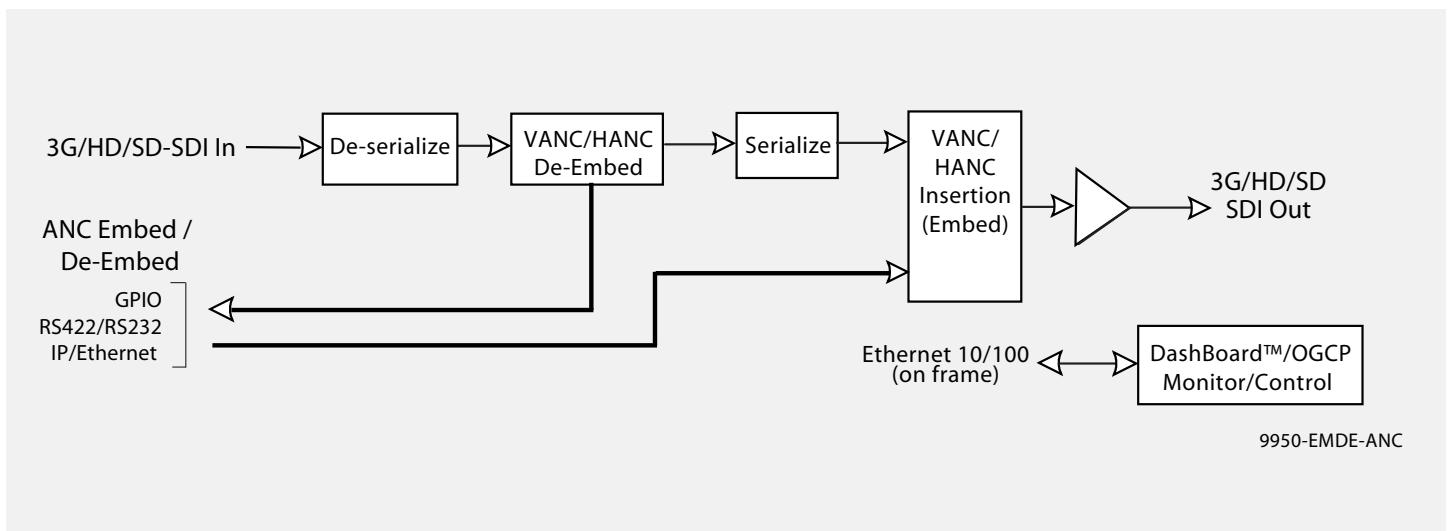 3G/HD/SD-SDI In
De-serialize
VANC/HANC
De-Embed
Serialize
VANC/
HANC
Insertion
(Embed)
3G/HD/SD
SDI Out
ANC Embed /
De-Embed
GPIO
RS422/RS232
IP/Ethernet
Ethernet 10/100
(on frame)
DashBoard™/OGCP
Monitor/Control
9950-EMDE-ANC